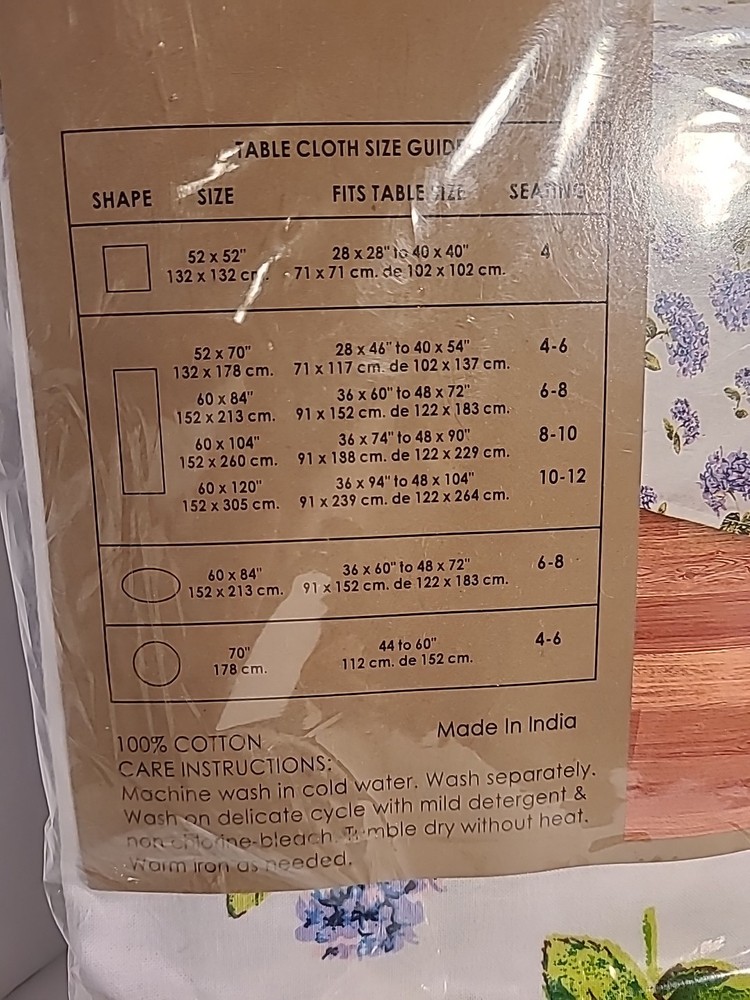 TABLE CLOTH SIZE GUIDE
SHAPE SIZE FITS TABLE SIZE SEATING
52 x 52" 28 x 28" to 40 x 40" 4
132 x 132 cm. 71 x 71 cm. de 102 x 102 cm.
52 x 70" 28 x 46" to 40 x 54" 4-6
132 x 178 cm. 71 x 117 cm. de 102 x 137 cm.
60 x 84" 36 x 60" to 48 x 72" 6-8
152 x 213 cm. 91 x 152 cm. de 122 x 183 cm.
60 x 104" 36 x 74" to 48 x 90" 8-10
152 x 260 cm. 91 x 188 cm. de 122 x 229 cm.
60 x 120" 36 x 94" to 48 x 104" 10-12
152 x 305 cm. 91 x 239 cm. de 122 x 264 cm.
60 x 84" 36 x 60" to 48 x 72" 6-8
152 x 213 cm. 91 x 152 cm. de 122 x 183 cm.
70" 44 to 60" 4-6
178 cm. 112 cm. de 152 cm.
Made In India
100% COTTON
CARE INSTRUCTIONS:
Machine wash in cold water. Wash separately.
Wash on delicate cycle with mild detergent &
non-chlorine-bleach. Tumble dry without heat.
Warm iron as needed.